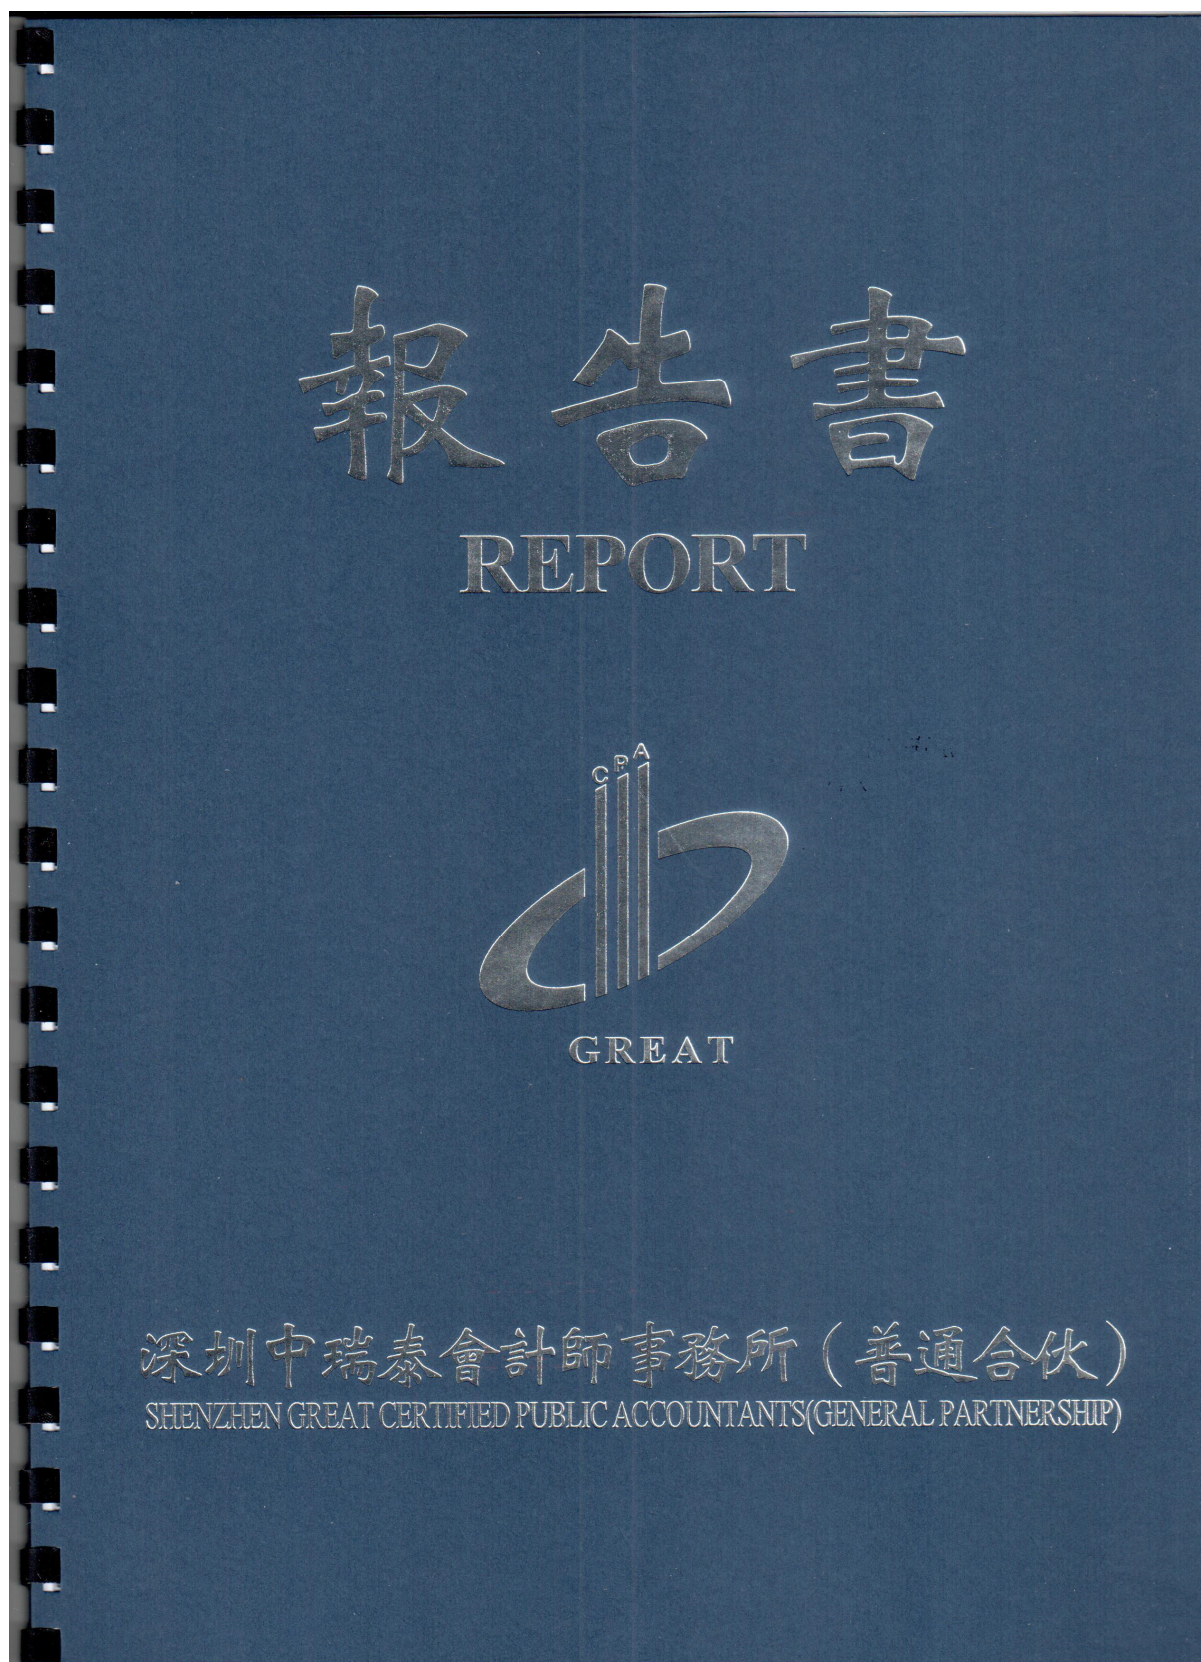 報告書
REPORT
CPA
GREAT
深圳中瑞泰會計師事務所（普通合伙）
SHENZHEN GREAT CERTIFIED PUBLIC ACCOUNTANTS(GENERAL PARTNERSHIP)